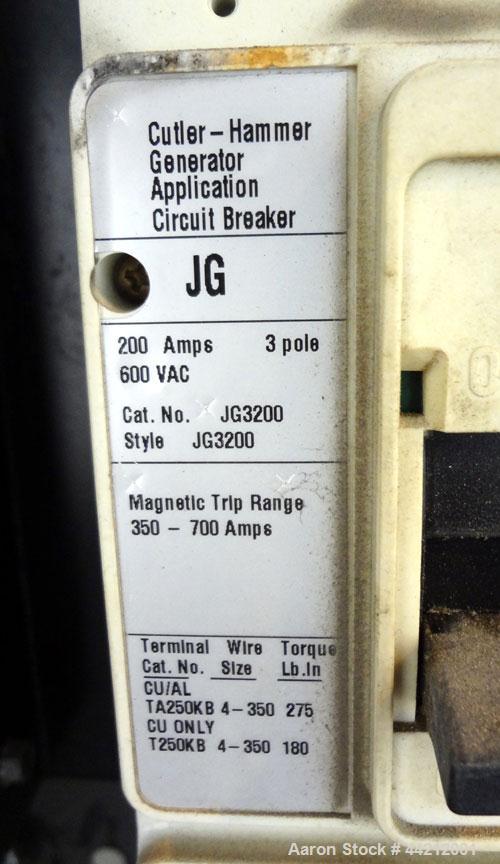 Cutler-Hammer
Generator
Application
Circuit Breaker
JG
200 Amps 3 pole
600 VAC
Cat. No. JG3200
Style JG3200
Magnetic Trip Range
350 - 700 Amps
Terminal Wire Torque
Cat. No. Size Lb.In
CU/AL
TA250KB 4-350 275
CU ONLY
T250KB 4-350 180
Aaron Stock #